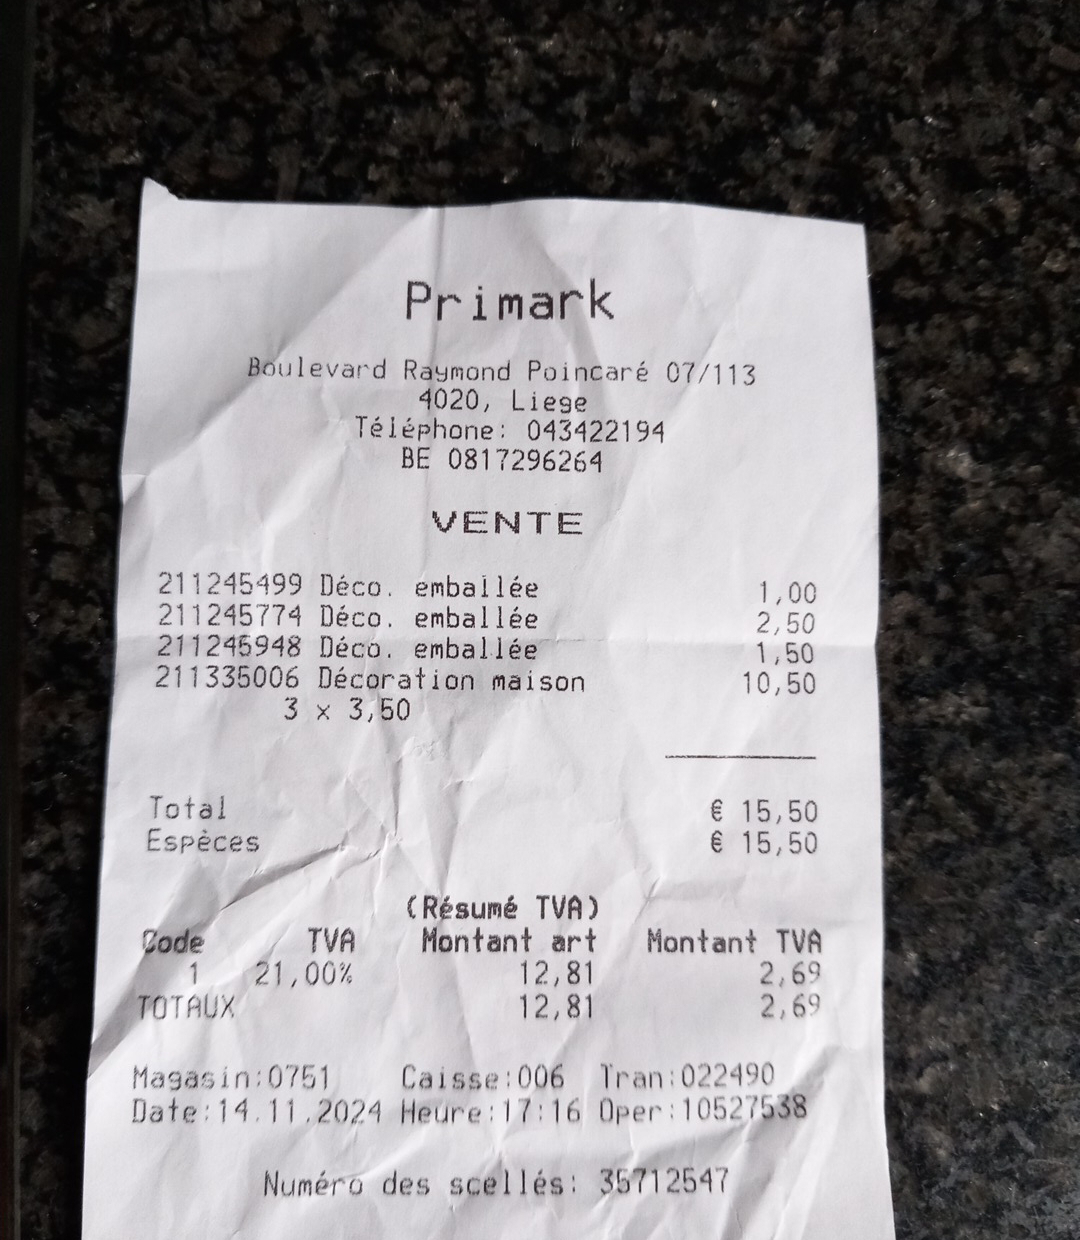 Primark
Boulevard Raymond Poincaré 07/113
4020, Liege
Téléphone: 043422194
BE 0817296264
VENTE
211245499 Déco. emballée 1,00
211245774 Déco. emballée 2,50
211245948 Déco. emballée 1,50
211335006 Décoration maison 10,50
3 x 3,50
Total € 15,50
Espèces € 15,50
(Résumé TVA)
Code TVA Montant art Montant TVA
1 21,00% 12,81 2,69
TOTAUX 12,81 2,69
Magasin:0751 Caisse:006 Tran:022490
Date:14.11.2024 Heure:17:16 Oper:10527538
Numéro des scellés: 35712547